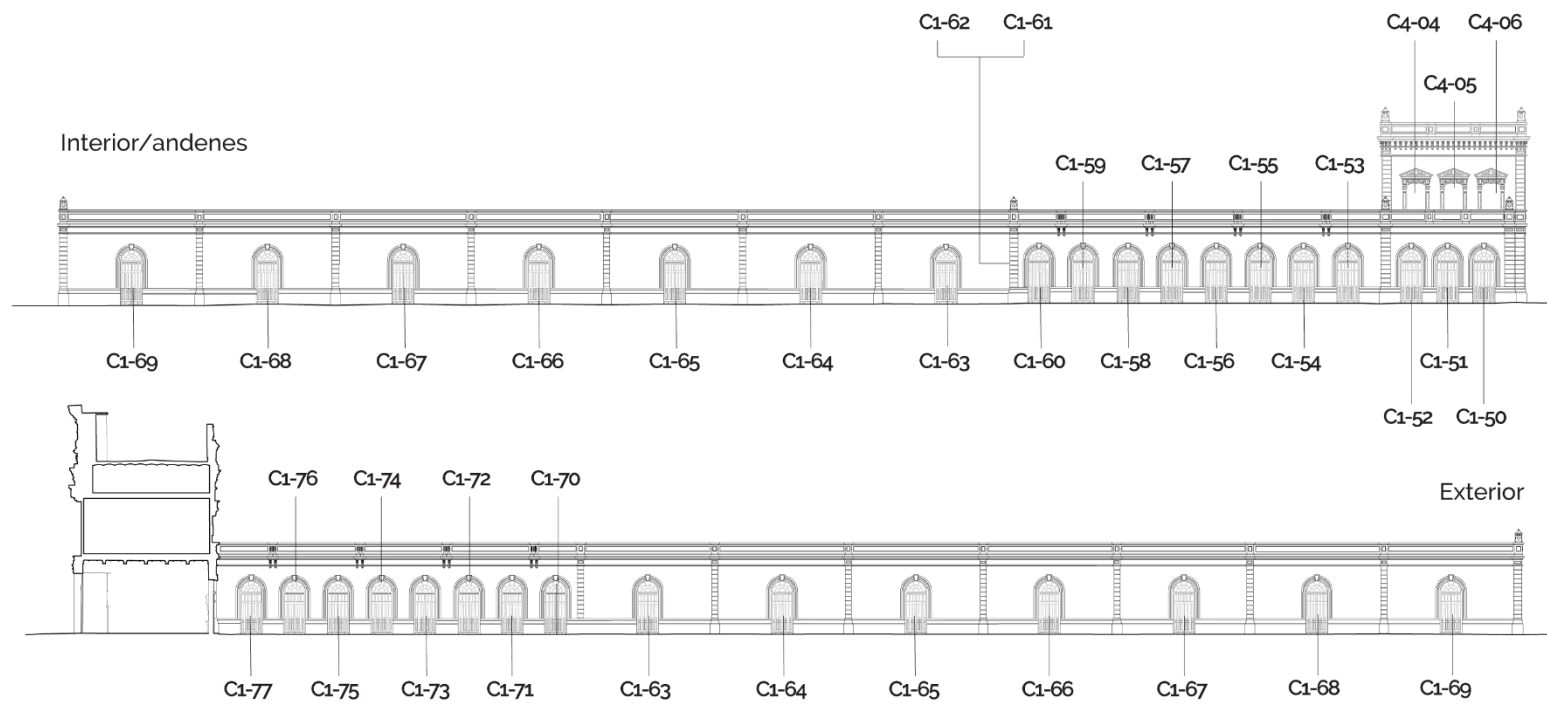 C1-62 C1-61 C4-04 C4-06
C4-05
Interior/andenes
C1-59 C1-57 C1-55 C1-53
C1-69 C1-68 C1-67 C1-66 C1-65 C1-64 C1-63 C1-60 C1-58 C1-56 C1-54 C1-51
C1-52 C1-50
C1-76 C1-74 C1-72 C1-70
Exterior
C1-77 C1-75 C1-73 C1-71 C1-63 C1-64 C1-65 C1-66 C1-67 C1-68 C1-69